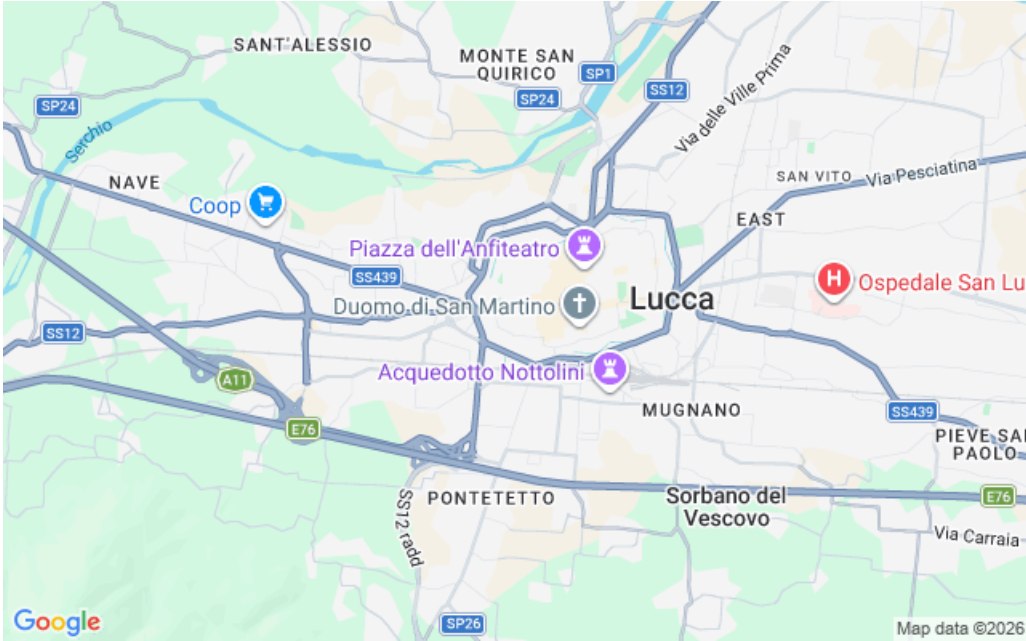 SANT'ALESSIO
MONTE SAN
QUIRICO
SP1
SP24
SS12
SP24
Via delle Ville Prima
Serchio
NAVE
SAN VITO
Via Pesciatina
Coop
EAST
Piazza dell'Anfiteatro
SS439
Ospedale San Lu
Duomo di San Martino
Lucca
SS12
A11
Acquedotto Nottolini
MUGNANO
SS439
E76
PIEVE SAN
PAOLO
PONTETETTO
Sorbano del
Vescovo
E76
SS12 radd
Via Carraia
Google
SP26
Map data ©2026